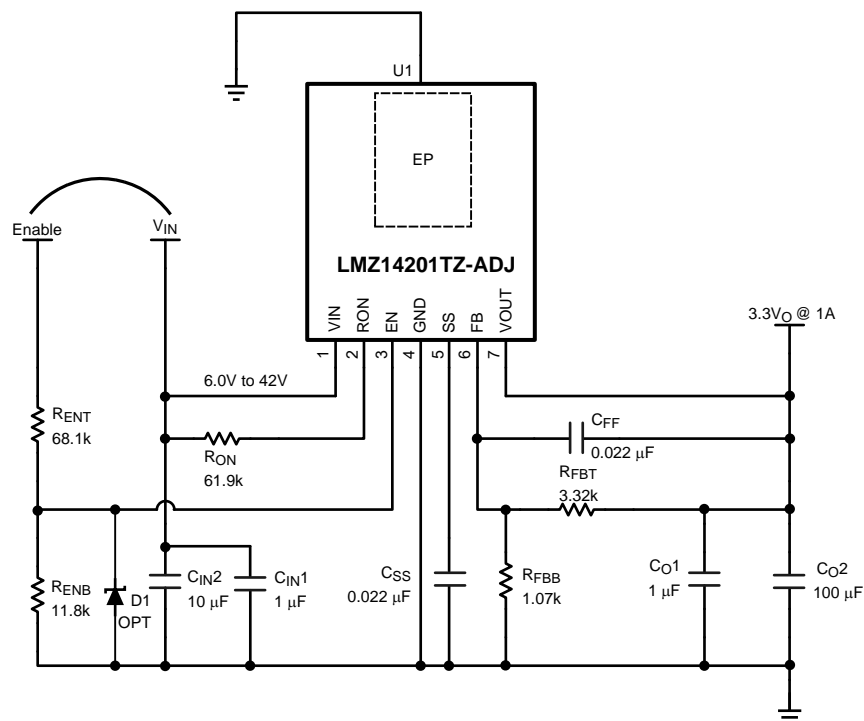 U1
EP
Enable
VIN
LMZ14201TZ-ADJ
VIN
RON
EN
GND
SS
FB
VOUT
1
2
3
4
5
6
7
3.3VO @ 1A
6.0V to 42V
RENT
68.1k
RON
61.9k
CFF
0.022 μF
RFBT
3.32k
RENB
11.8k
D1
OPT
CIN2
10 μF
CIN1
1 μF
CSS
0.022 μF
RFBB
1.07k
CO1
1 μF
CO2
100 μF